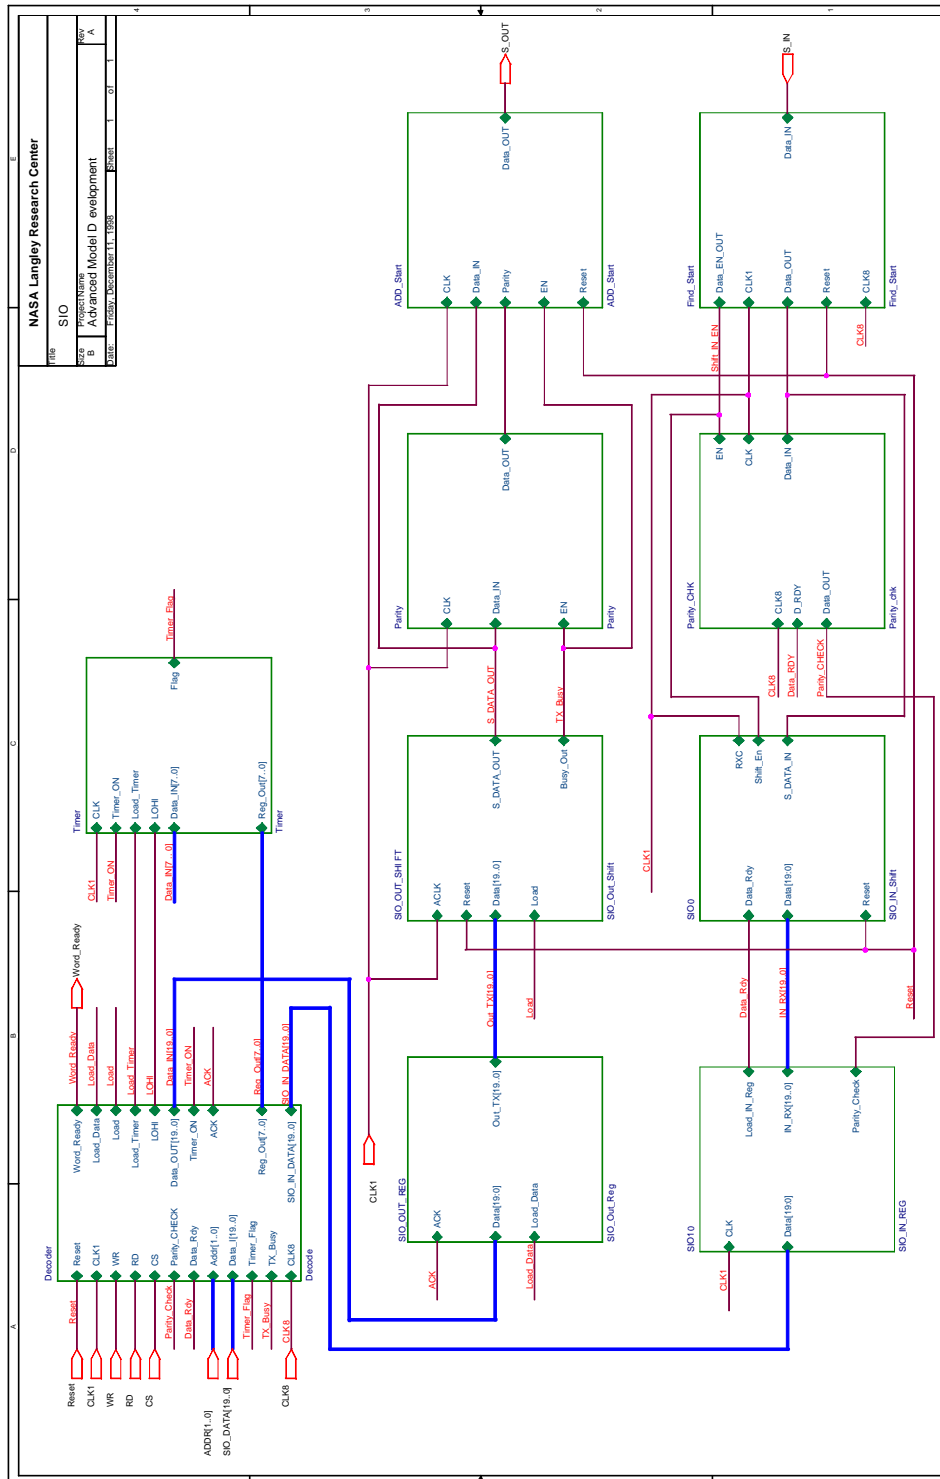 NASA Langley Research Center
Title
SIO
Size
B
Project Name
Advanced Model D evelopment
Rev
A
Date:
Friday, December 11, 1998
Sheet
1
of
1
A
B
C
D
E
4
3
2
1
Decoder
Reset
CLK1
WR
RD
CS
Parity_CHECK
Data_Rdy
Addr[1..0]
Data_I[19..0]
Timer_Flag
TX_Busy
CLK8
Word_Ready
Load_Data
Load
Load_Timer
LOHI
Data_OUT[19..0]
Timer_ON
ACK
Reg_Out[7..0]
SIO_IN_DATA[19..0]
Decode
Reset
CLK1
WR
RD
CS
ADDR[1..0]
SIO_DATA[19..0]
CLK8
Reset
Parity_Check
Data_Rdy
Timer_Flag
TX_Busy
CLK8
Word_Ready
Word_Ready
Load_Data
Load
Load_Timer
LOHI
Data_IN[19..0]
Timer_ON
ACK
Reg_Out[7..0]
SIO_IN_DATA[19..0]
Timer
CLK
Timer_ON
Load_Timer
LOHI
Data_IN[7..0]
Reg_Out[7..0]
Flag
Timer
CLK1
Timer_ON
Data_IN[7..0]
Timer_Flag
CLK1
SIO_OUT_REG
ACK
Data[19:0]
Load_Data
Out_TX[19..0]
SIO_Out_Reg
ACK
Load_Data
Out_TX[19..0]
Load
SIO_OUT_SHI FT
ACLK
Reset
Data[19..0]
Load
S_DATA_OUT
Busy_Out
SIO_Out_Shift
S_DATA_OUT
TX_Busy
Parity
CLK
Data_IN
EN
Data_OUT
Parity
ADD_Start
CLK
Data_IN
Parity
EN
Reset
Data_OUT
ADD_Start
S_OUT
SIO10
CLK
Data[19:0]
Load_IN_Reg
IN_RX[19..0]
Parity_Check
SIO_IN_REG
CLK1
Data_Rdy
IN_RX[19..0]
Reset
CLK1
SIO0
Data_Rdy
Data[19:0]
Reset
RXC
Shift_En
S_DATA_IN
SIO_IN_Shift
CLK8
Data_RDY
Parity_CHECK
Parity_CHK
CLK8
D_RDY
Data_OUT
EN
CLK
Data_IN
Parity_chk
Shift_IN_EN
CLK8
Find_Start
Data_EN_OUT
CLK1
Data_OUT
Reset
CLK8
Data_IN
Find_Start
S_IN